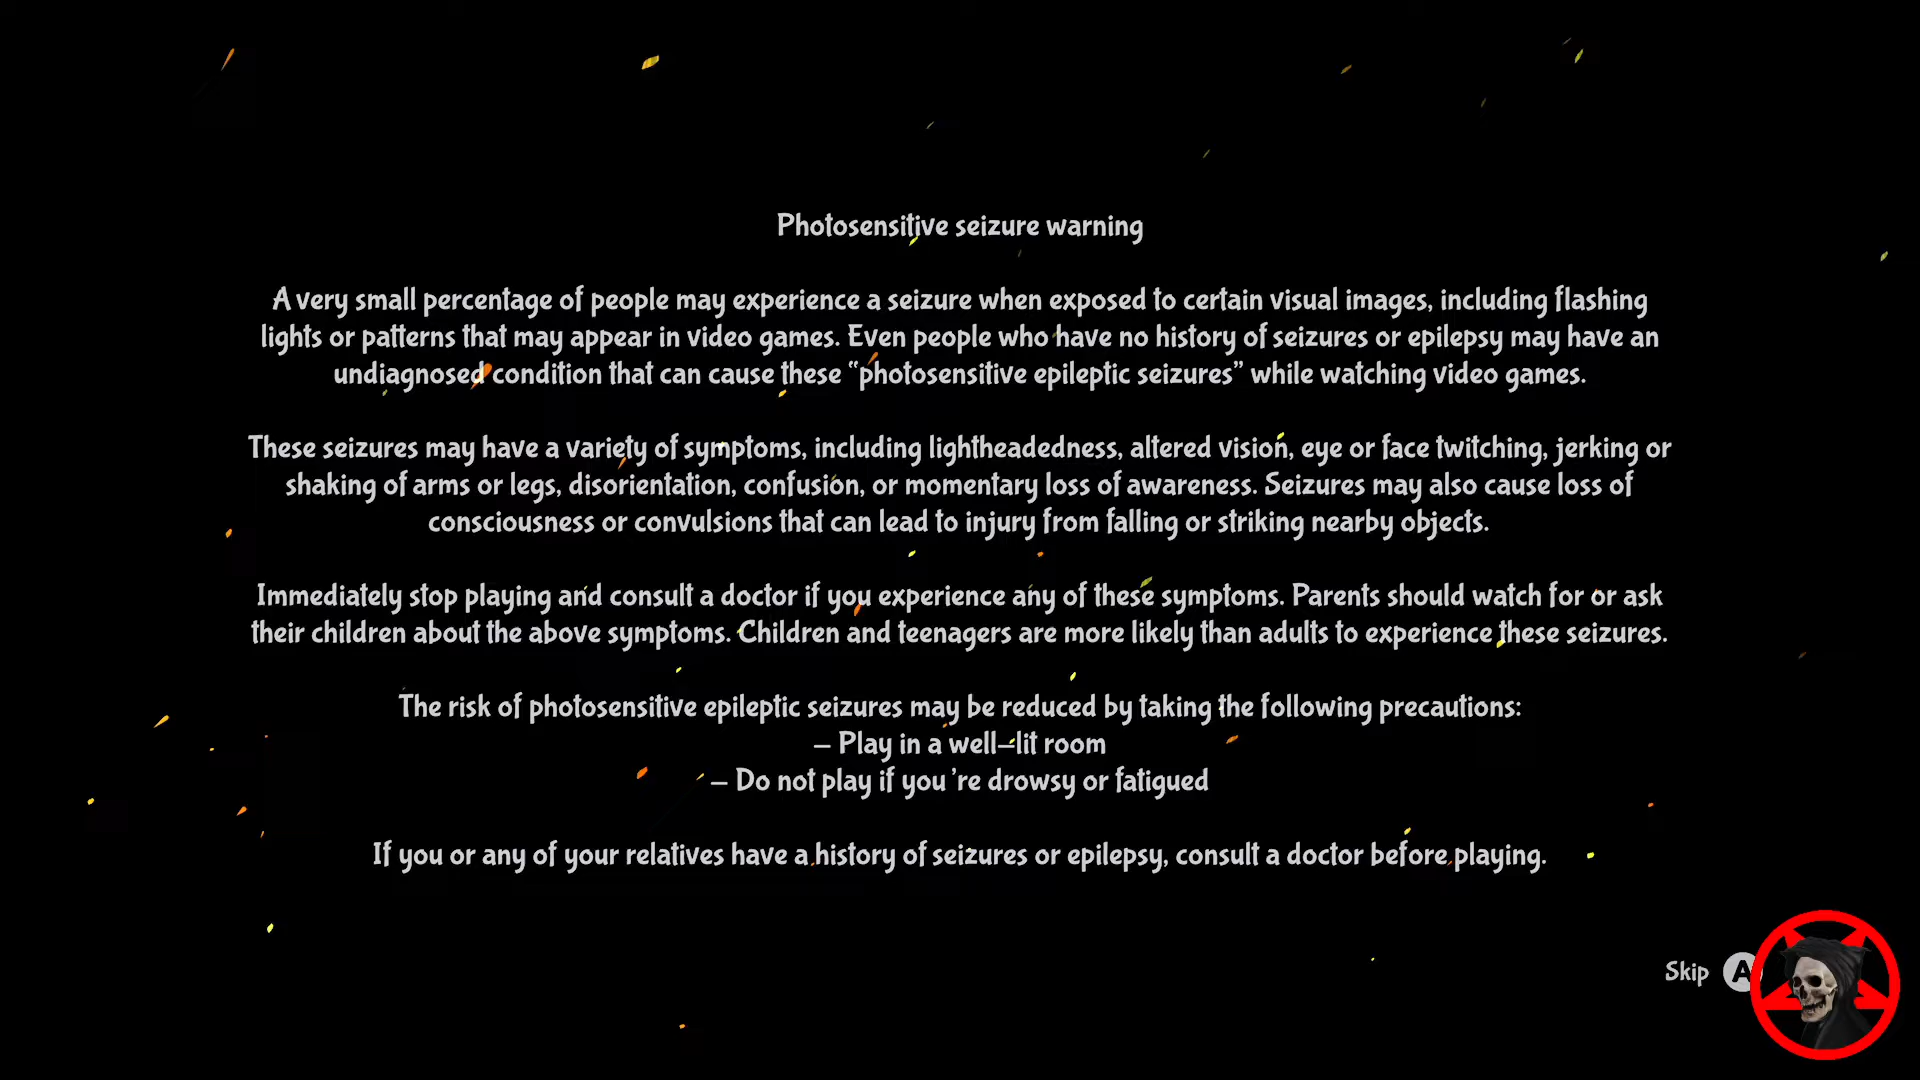 Photosensitive seizure warning
A very small percentage of people may experience a seizure when exposed to certain visual images, including flashing
lights or patterns that may appear in video games. Even people who have no history of seizures or epilepsy may have an
undiagnosed condition that can cause these “photosensitive epileptic seizures” while watching video games.
These seizures may have a variety of symptoms, including lightheadedness, altered vision, eye or face twitching, jerking or
shaking of arms or legs, disorientation, confusion, or momentary loss of awareness. Seizures may also cause loss of
consciousness or convulsions that can lead to injury from falling or striking nearby objects.
Immediately stop playing and consult a doctor if you experience any of these symptoms. Parents should watch for or ask
their children about the above symptoms. Children and teenagers are more likely than adults to experience these seizures.
The risk of photosensitive epileptic seizures may be reduced by taking the following precautions:
– Play in a well–lit room
– Do not play if you’re drowsy or fatigued
If you or any of your relatives have a history of seizures or epilepsy, consult a doctor before playing.
Skip A